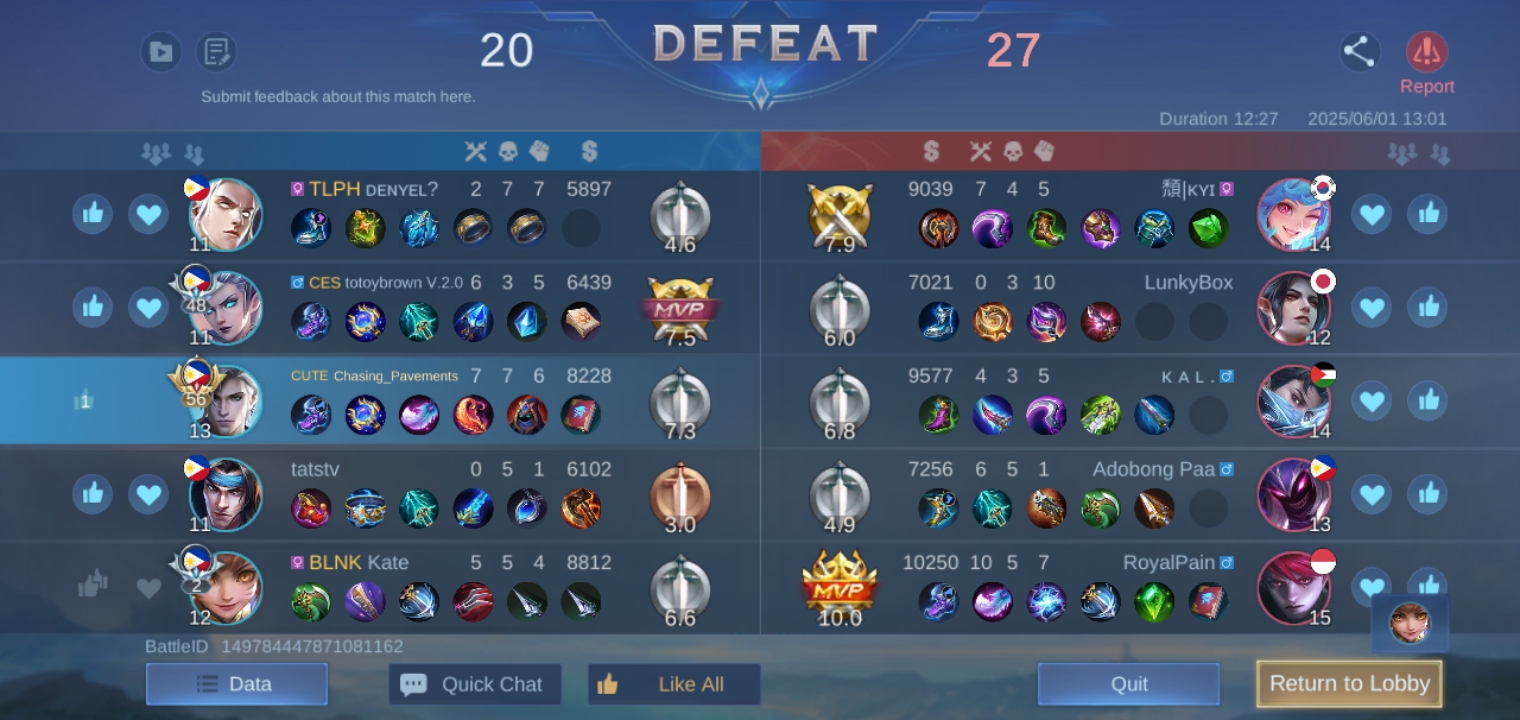 20 DEFEAT 27
Submit feedback about this match here.
Report
Duration 12:27 2025/06/01 13:01
TLPH DENYEL? 2 7 7 5897
11 4.6
9039 7 4 5 頽|KYI
7.9 14
CES totoybrown V.2.0 6 3 5 6439
48
11 MVP 7.5
7021 0 3 10 LunkyBox
6.0 12
CUTE Chasing_Pavements 7 7 6 8228
1 56
13 7.3
9577 4 3 5 K A L .
6.8 14
tatstv 0 5 1 6102
11 3.0
7256 6 5 1 Adobong Paa
4.9 13
BLNK Kate 5 5 4 8812
2
12 6.6
10250 10 5 7 RoyalPain
MVP 10.0 15
BattleID 149784447871081162
Data Quick Chat Like All Quit Return to Lobby